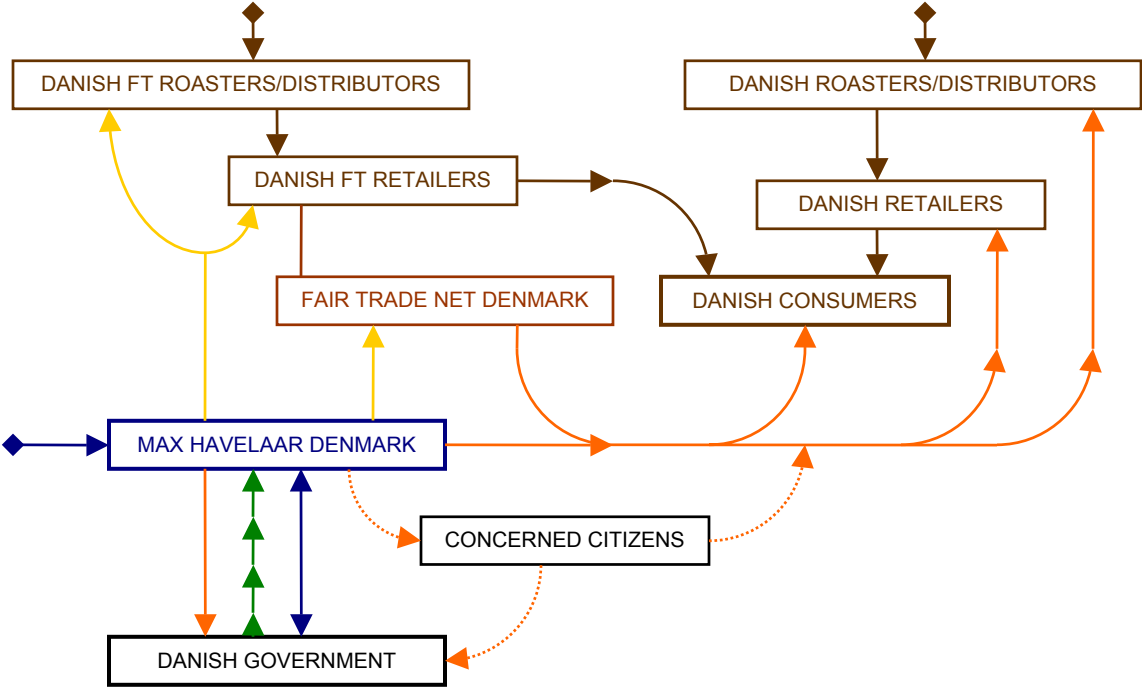 DANISH FT ROASTERS/DISTRIBUTORS
DANISH ROASTERS/DISTRIBUTORS
DANISH FT RETAILERS
DANISH RETAILERS
FAIR TRADE NET DENMARK
DANISH CONSUMERS
MAX HAVELAAR DENMARK
CONCERNED CITIZENS
DANISH GOVERNMENT